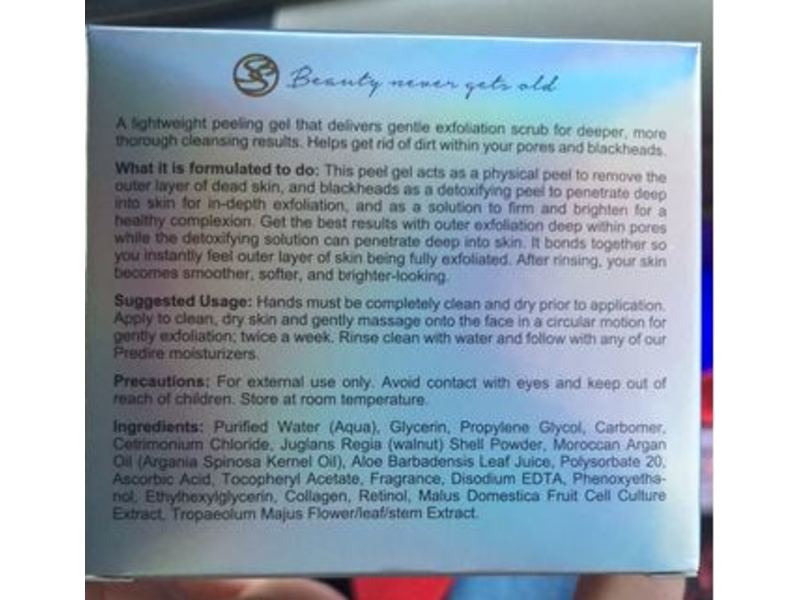 Beauty never gets old
A lightweight peeling gel that delivers gentle exfoliation scrub for deeper, more
thorough cleansing results. Helps get rid of dirt within your pores and blackheads.
What it is formulated to do: This peel gel acts as a physical peel to remove the
outer layer of dead skin, and blackheads as a detoxifying peel to penetrate deep
into skin for in-depth exfoliation, and as a solution to firm and brighten for a
healthy complexion. Get the best results with outer exfoliation deep within pores
while the detoxifying solution can penetrate deep into skin. It bonds together so
you instantly feel outer layer of skin being fully exfoliated. After rinsing, your skin
becomes smoother, softer, and brighter-looking.
Suggested Usage: Hands must be completely clean and dry prior to application.
Apply to clean, dry skin and gently massage onto the face in a circular motion for
gently exfoliation; twice a week. Rinse clean with water and follow with any of our
Predire moisturizers.
Precautions: For external use only. Avoid contact with eyes and keep out of
reach of children. Store at room temperature.
Ingredients: Purified Water (Aqua), Glycerin, Propylene Glycol, Carbomer,
Cetrimonium Chloride, Juglans Regia (walnut) Shell Powder, Moroccan Argan
Oil (Argania Spinosa Kernel Oil), Aloe Barbadensis Leaf Juice, Polysorbate 20,
Ascorbic Acid, Tocopheryl Acetate, Fragrance, Disodium EDTA, Phenoxyetha-
nol, Ethylhexylglycerin, Collagen, Retinol, Malus Domestica Fruit Cell Culture
Extract, Tropaeolum Majus Flower/leaf/stem Extract.